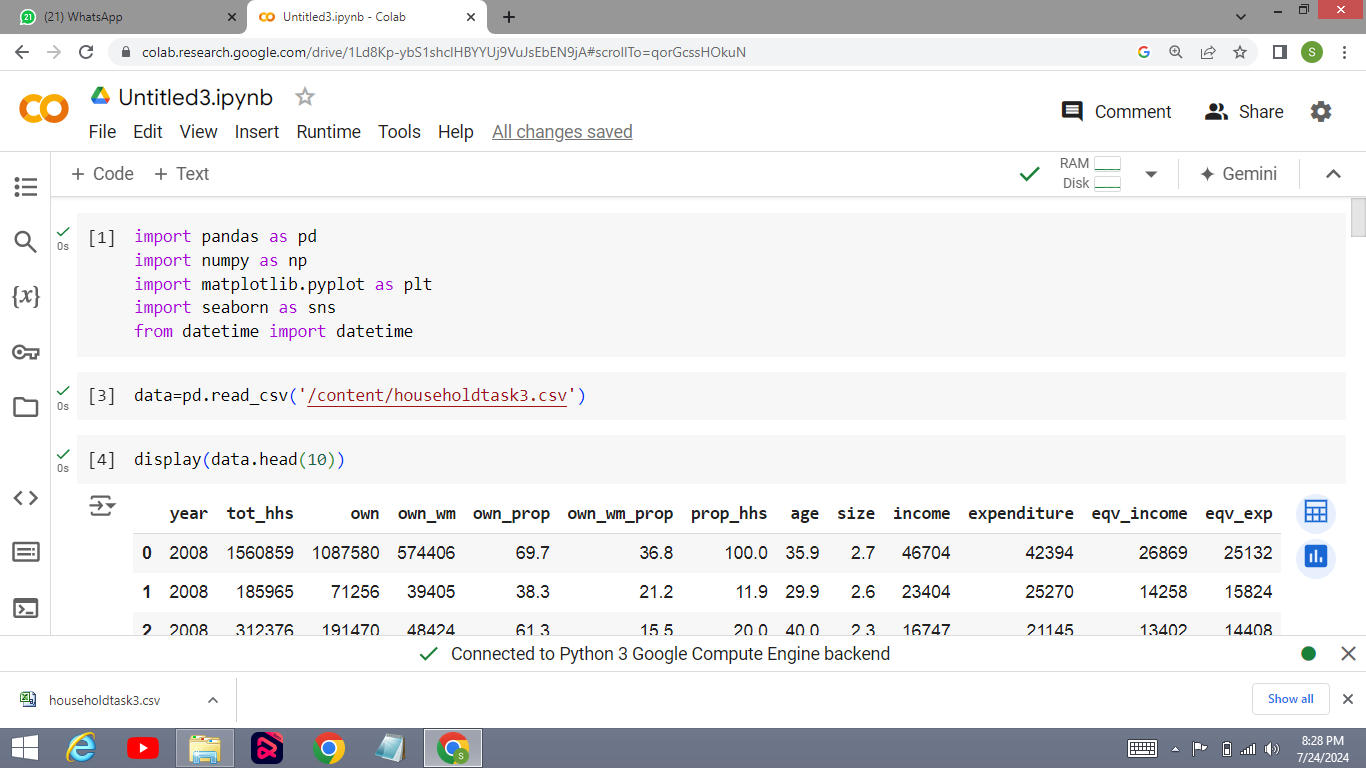 (21) WhatsApp
Untitled3.ipynb - Colab
colab.research.google.com/drive/1Ld8Kp-ybS1shclHBYYUj9VuJsEbEN9jA#scrollTo=qorGcssHOkuN
S
Untitled3.ipynb
Comment
Share
File Edit View Insert Runtime Tools Help All changes saved
+ Code + Text
RAM
Disk
Gemini
0s
[1] import pandas as pd
import numpy as np
import matplotlib.pyplot as plt
import seaborn as sns
from datetime import datetime
{x}
0s
[3] data=pd.read_csv('/content/householdtask3.csv')
0s
[4] display(data.head(10))
year tot_hhs own own_wm own_prop own_wm_prop prop_hhs age size income expenditure eqv_income eqv_exp
0 2008 1560859 1087580 574406 69.7 36.8 100.0 35.9 2.7 46704 42394 26869 25132
1 2008 185965 71256 39405 38.3 21.2 11.9 29.9 2.6 23404 25270 14258 15824
2 2008 312376 191470 48424 61.3 15.5 20.0 40.0 2.3 16747 21145 13402 14408
Connected to Python 3 Google Compute Engine backend
householdtask3.csv
Show all
8:28 PM
7/24/2024